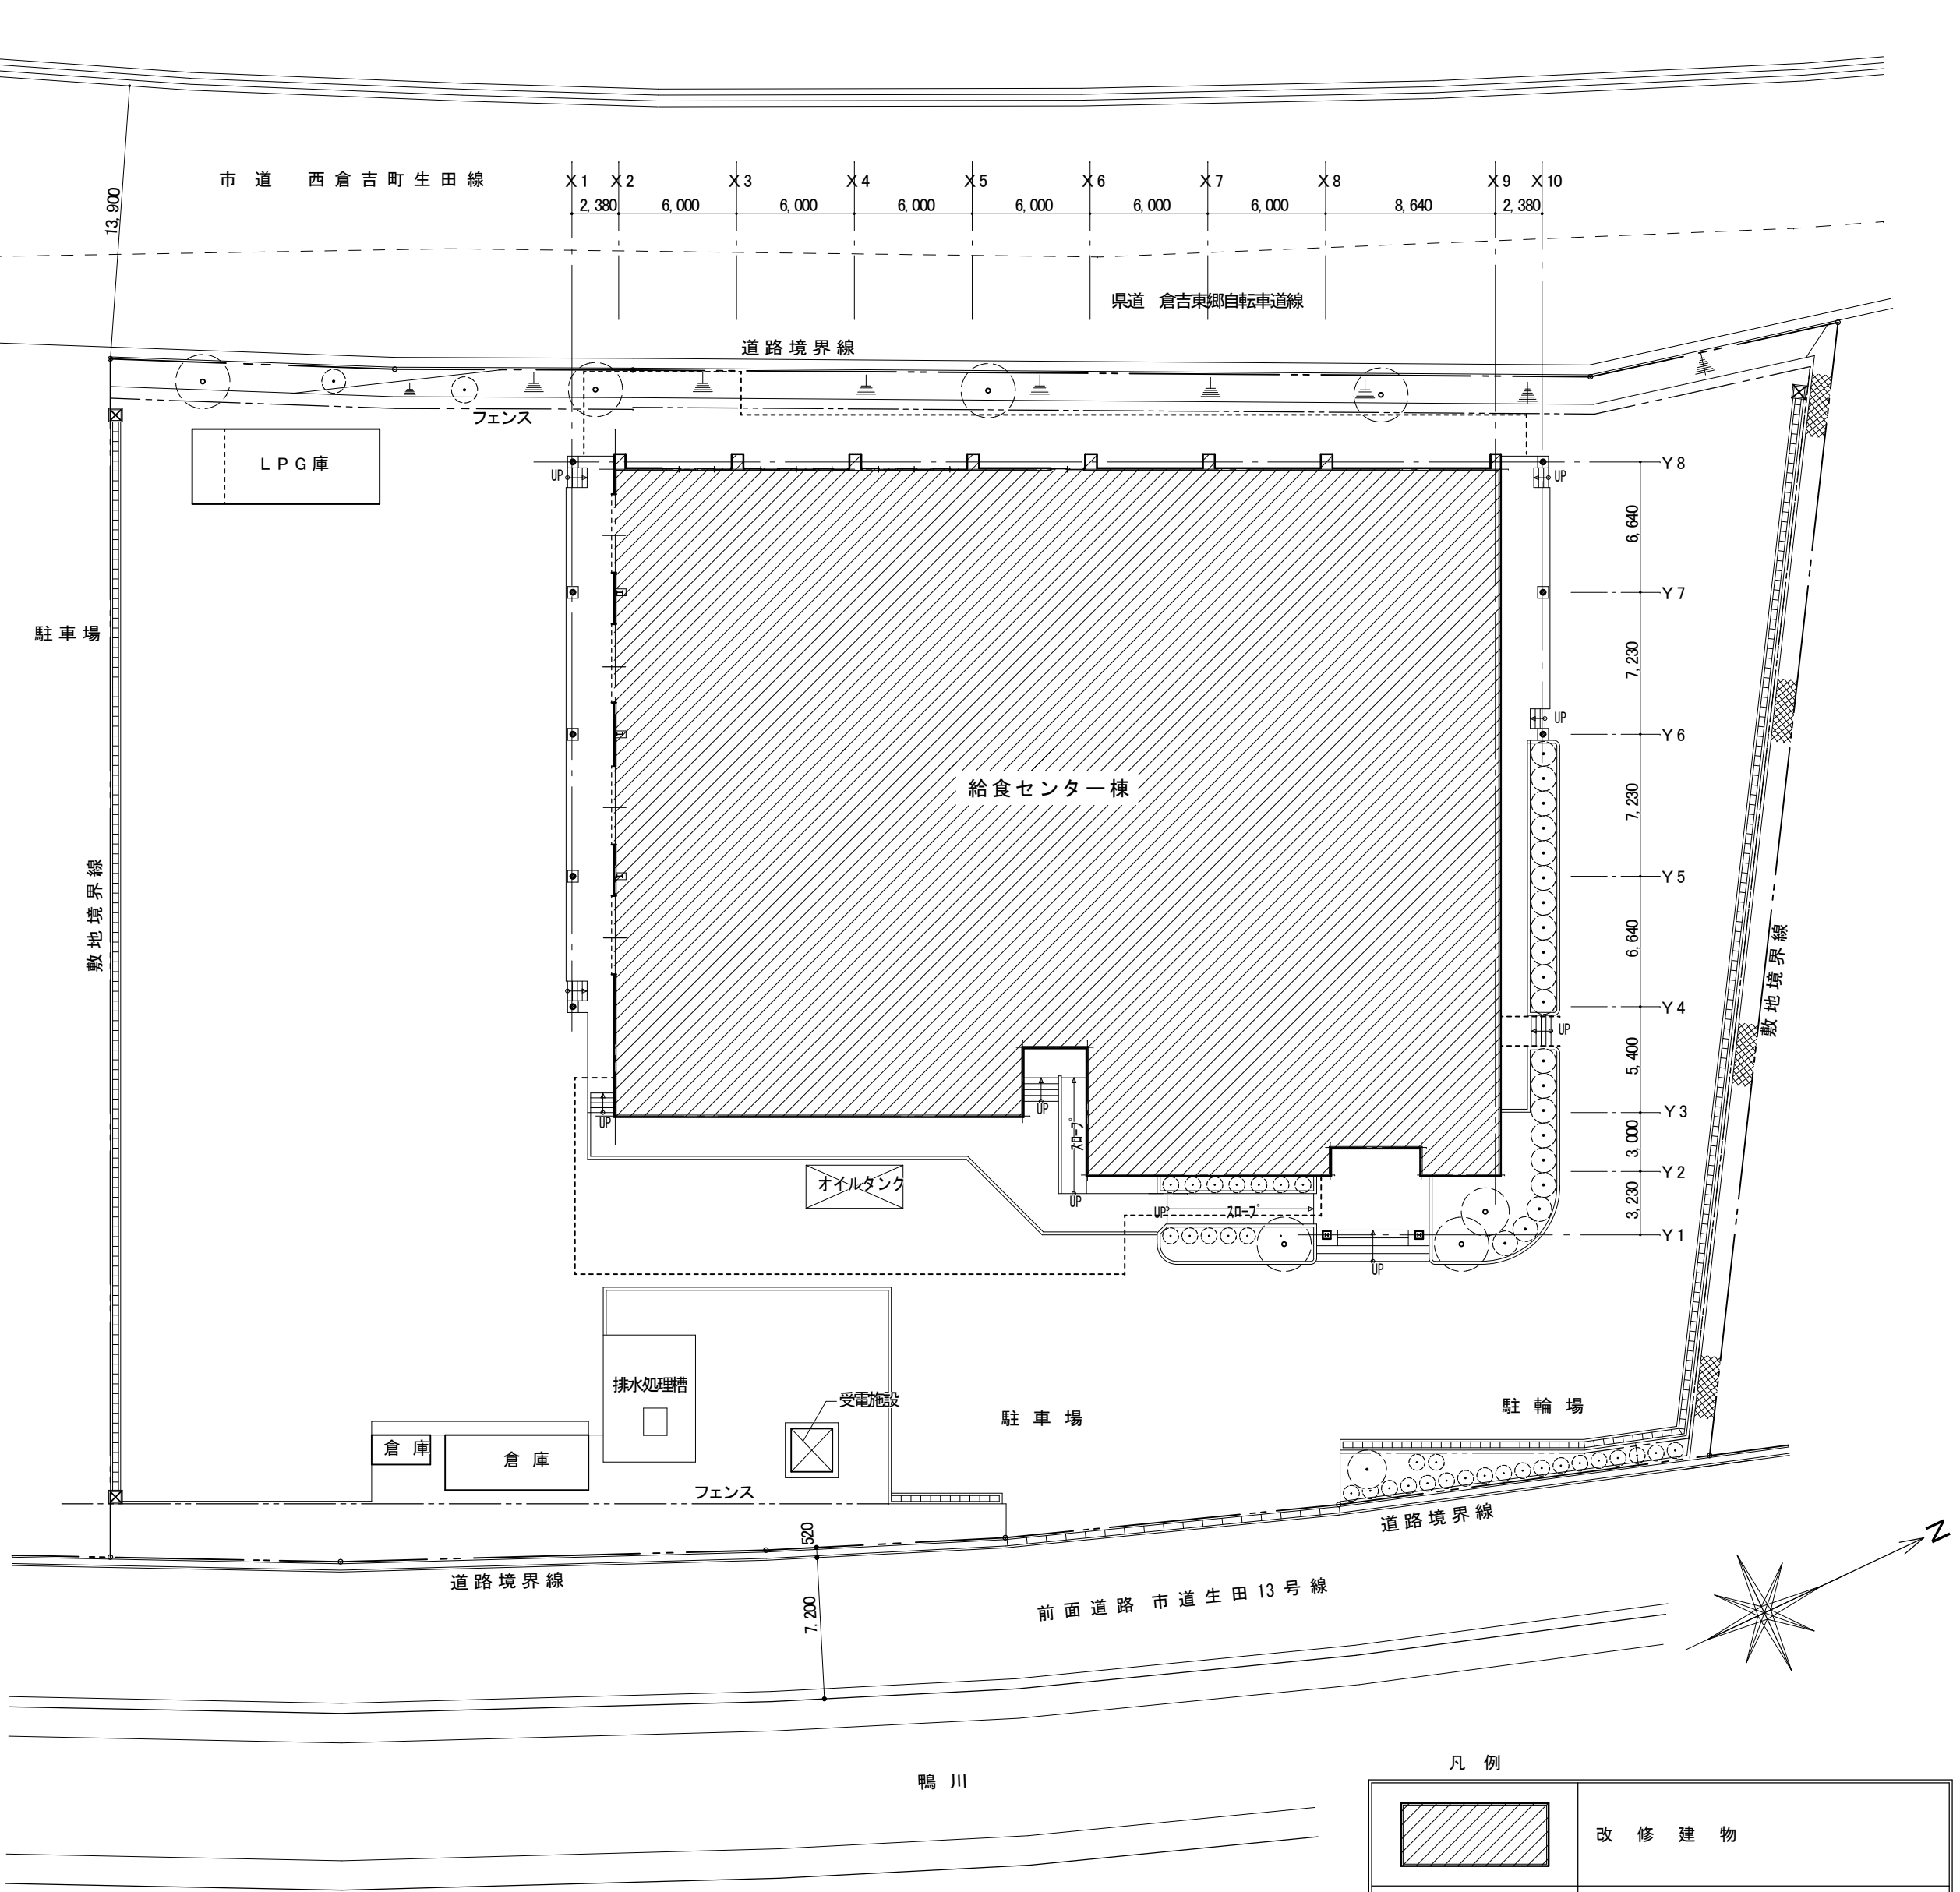 市道　西倉吉町生田線
13,900
X1 X2 X3 X4 X5 X6 X7 X8 X9 X10
2,380 6,000 6,000 6,000 6,000 6,000 6,000 8,640 2,380
県道　倉吉東郷自転車道線
道路境界線
フェンス
LPG庫
UP
UP
Y8
6,640
Y7
駐車場
7,230
UP
Y6
給食センター棟
7,230
Y5
敷地境界線
敷地境界線
6,640
Y4
UP
5,400
UP
UP
スロープ
Y3
3,000
オイルタンク
UP
Y2
UP
スロープ
3,230
Y1
UP
排水処理槽
受電施設
駐車場
駐輪場
倉庫
倉庫
フェンス
520
道路境界線
道路境界線
7,200
前面道路 市道生田13号線
N
鴨川
凡例
改修建物